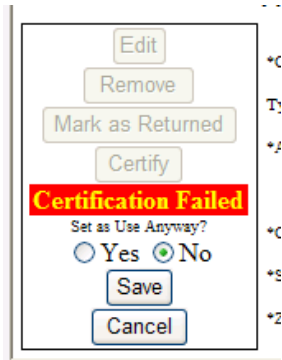 Edit
Remove
Mark as Returned
Certify
Certification Failed
Set as Use Anyway?
Yes No
Save
Cancel
*C
Ty
*A
*C
*S
*Z